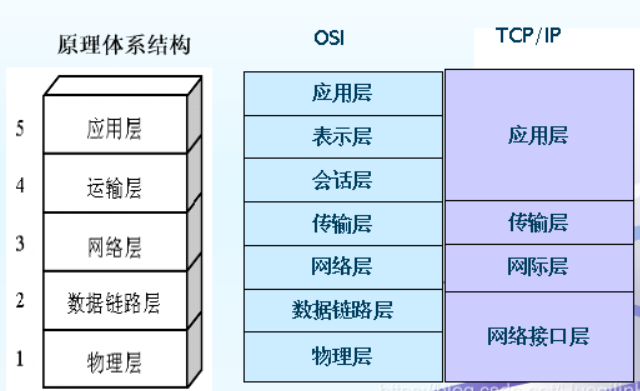 原理体系结构
5 应用层
4 运输层
3 网络层
2 数据链路层
1 物理层
OSI
应用层
表示层
会话层
传输层
网络层
数据链路层
物理层
TCP/IP
应用层
传输层
网际层
网络接口层